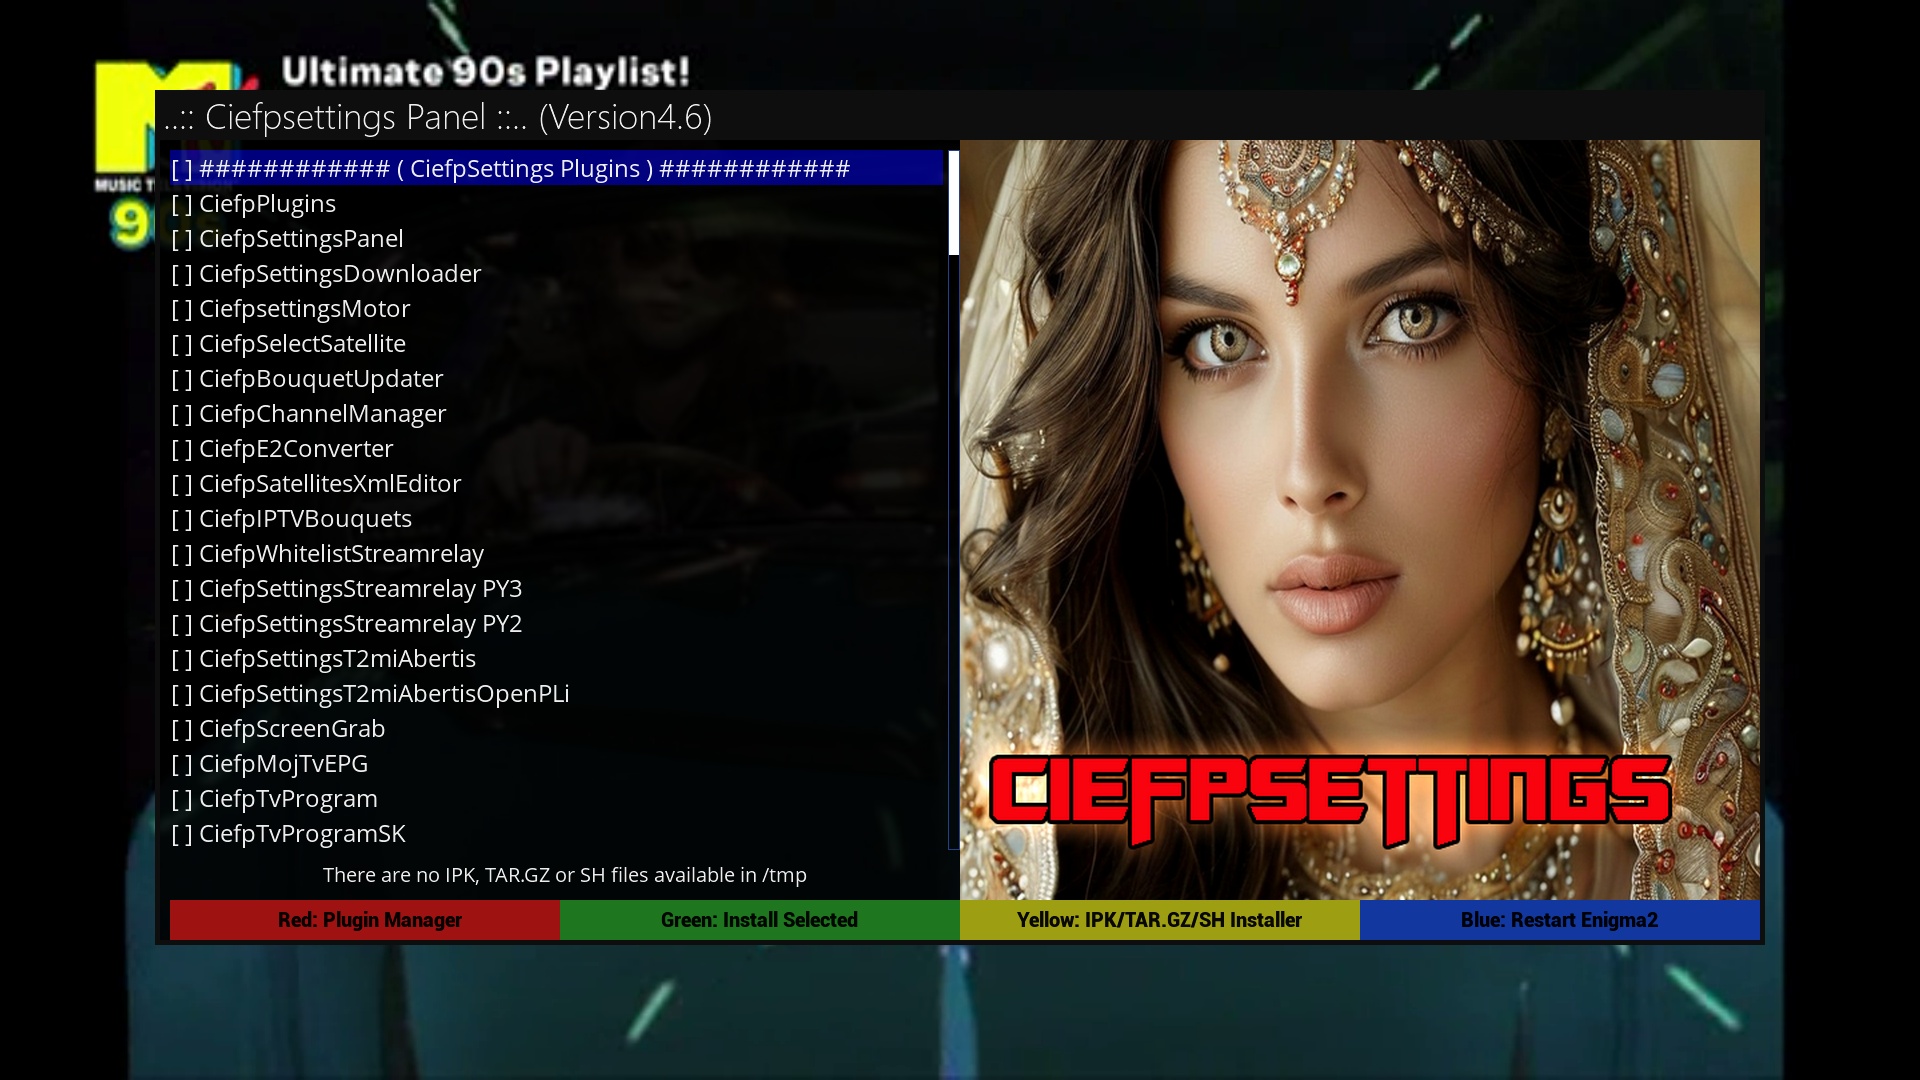 Ultimate 90s Playlist!
..:: Ciefpsettings Panel ::.. (Version4.6)
[ ] ############ ( CiefpSettings Plugins ) ############
[ ] CiefpPlugins
[ ] CiefpSettingsPanel
[ ] CiefpSettingsDownloader
[ ] CiefpsettingsMotor
[ ] CiefpSelectSatellite
[ ] CiefpBouquetUpdater
[ ] CiefpChannelManager
[ ] CiefpE2Converter
[ ] CiefpSatellitesXmlEditor
[ ] CiefpIPTVBouquets
[ ] CiefpWhitelistStreamrelay
[ ] CiefpSettingsStreamrelay PY3
[ ] CiefpSettingsStreamrelay PY2
[ ] CiefpSettingsT2miAbertis
[ ] CiefpSettingsT2miAbertisOpenPLi
[ ] CiefpScreenGrab
[ ] CiefpMojTvEPG
[ ] CiefpTvProgram
[ ] CiefpTvProgramSK
There are no IPK, TAR.GZ or SH files available in /tmp
CIEFPSETTINGS
Red: Plugin Manager
Green: Install Selected
Yellow: IPK/TAR.GZ/SH Installer
Blue: Restart Enigma2
MUSIC